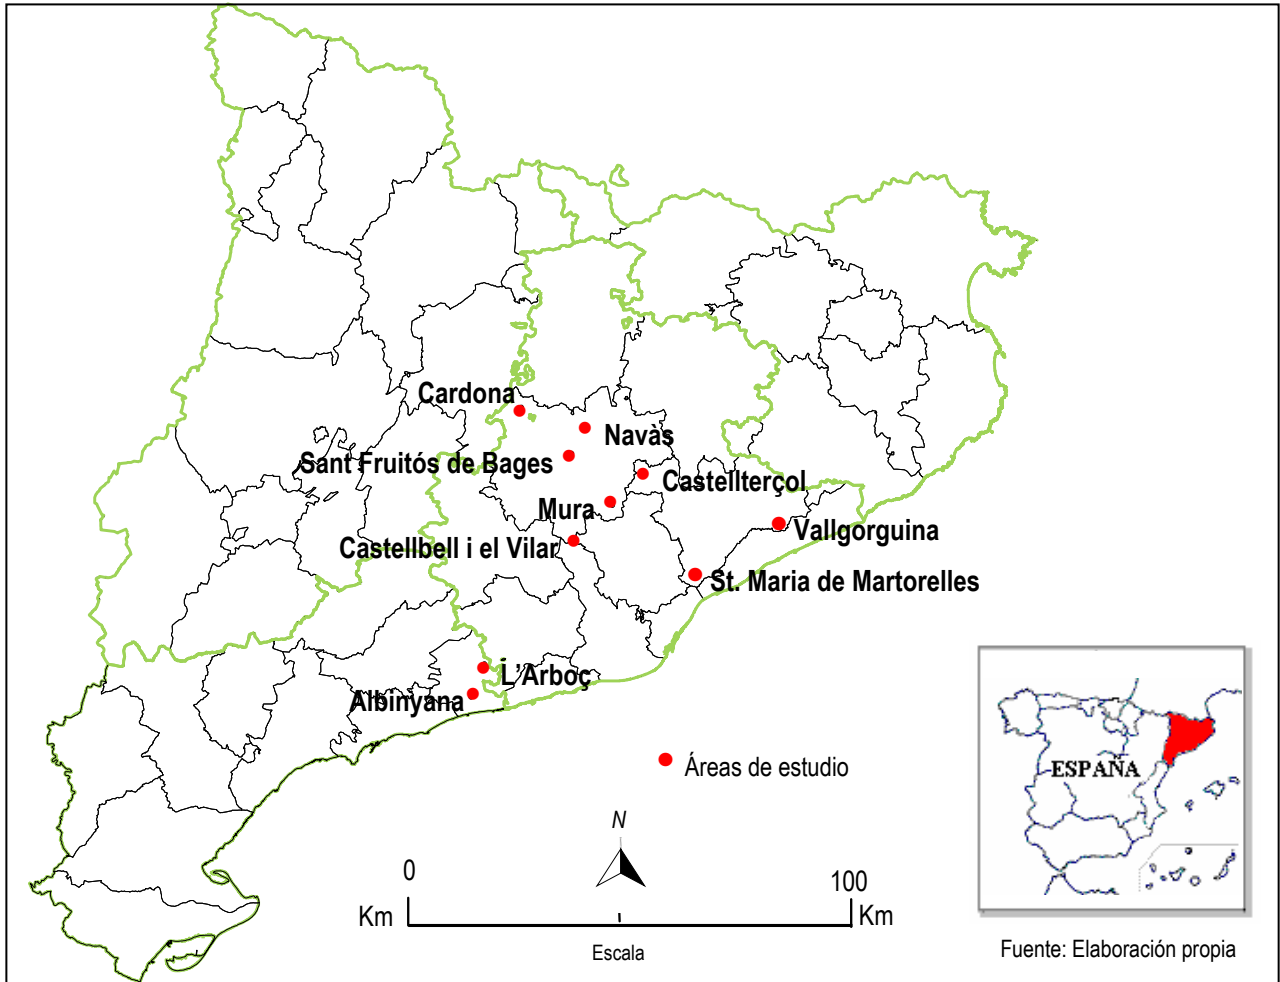 Cardona
Navàs
Sant Fruitós de Bages
Castellterçol
Mura
Vallgorguina
Castellbell i el Vilar
St. Maria de Martorelles
L'Arboç
Albinyana
ESPAÑA
Áreas de estudio
N
0
100
Km
Km
Escala
Fuente: Elaboración propia